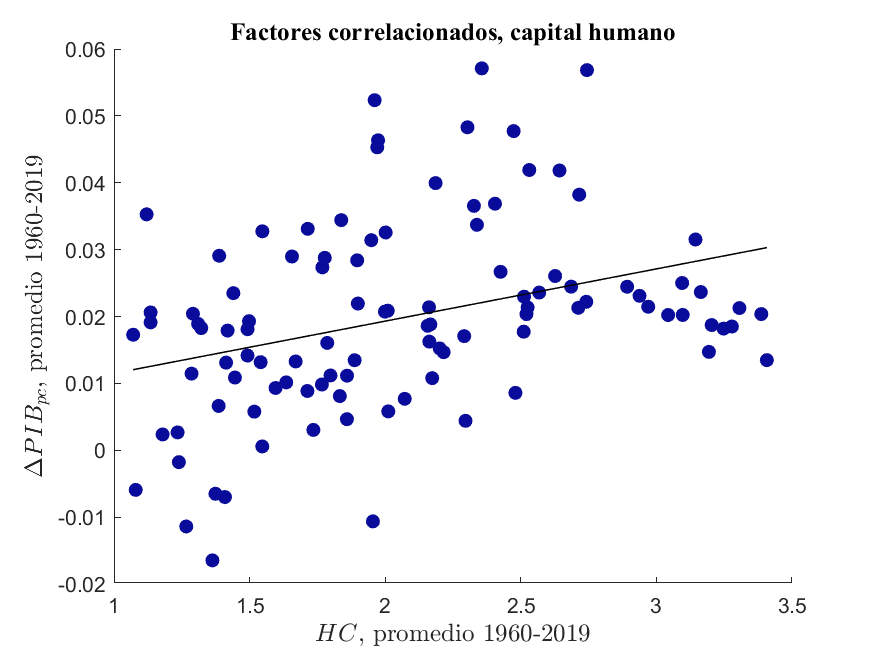 Factores correlacionados, capital humano
0.06
0.05
0.04
0.03
0.02
0.01
0
-0.01
-0.02
ΔPIBpc, promedio 1960-2019
1 1.5 2 2.5 3 3.5
HC, promedio 1960-2019